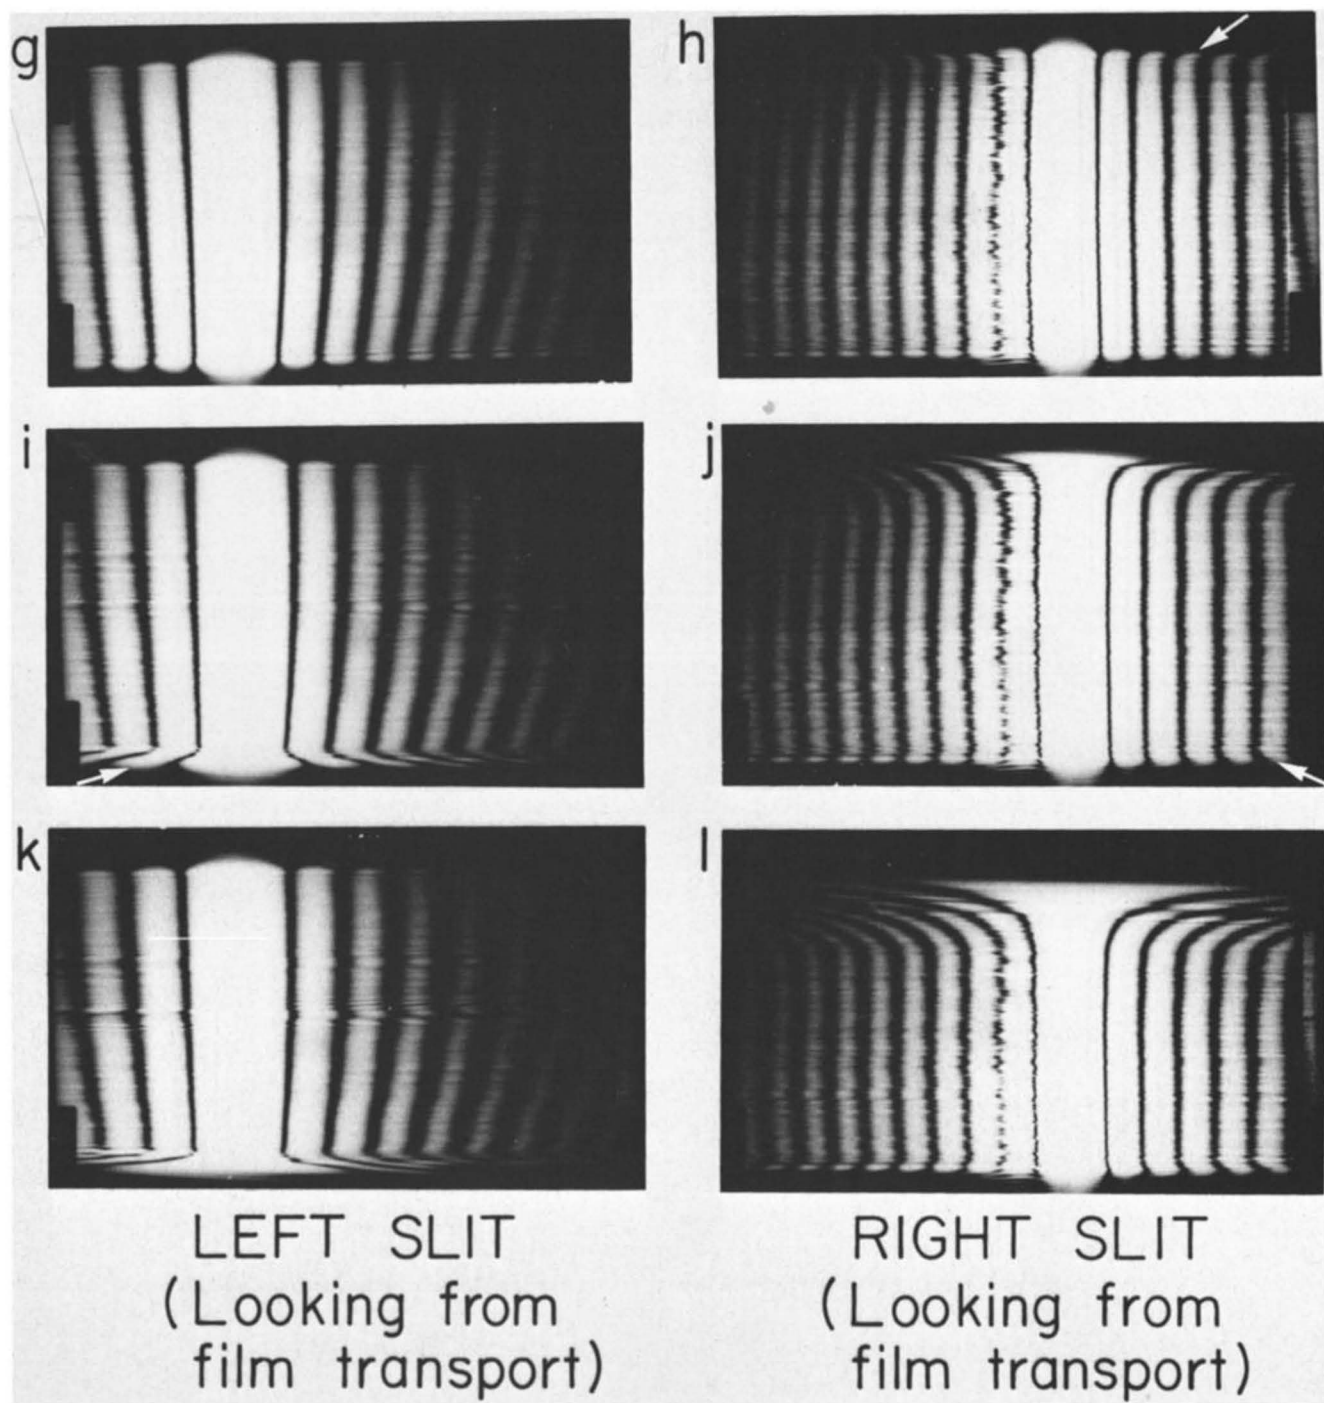 g
h
i
j
k
l
LEFT SLIT
(Looking from
film transport)
RIGHT SLIT
(Looking from
film transport)